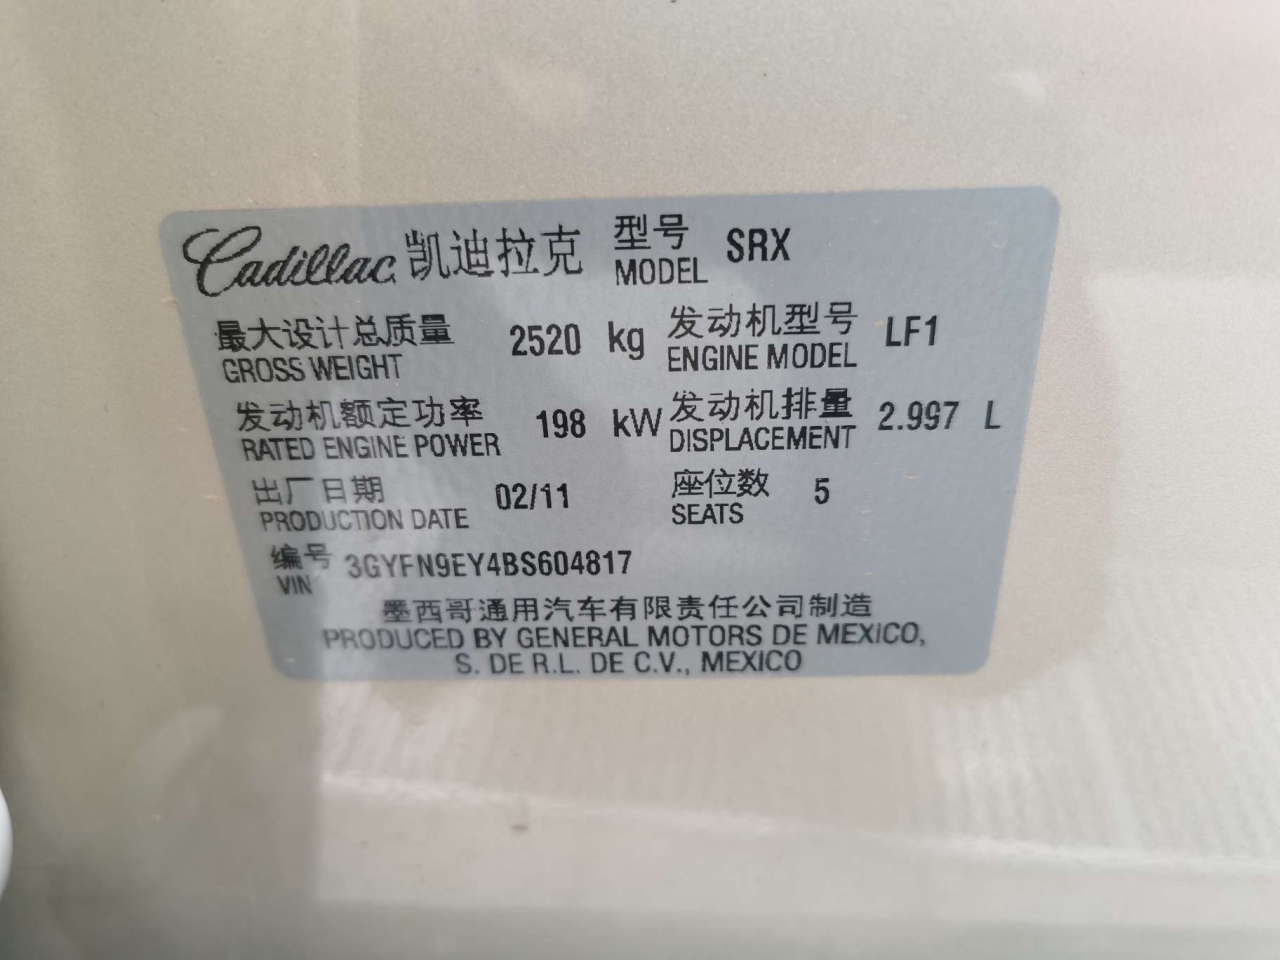 Cadillac 凯迪拉克 型号 MODEL SRX
最大设计总质量 GROSS WEIGHT 2520 kg 发动机型号 ENGINE MODEL LF1
发动机额定功率 RATED ENGINE POWER 198 kW 发动机排量 DISPLACEMENT 2.997 L
出厂日期 PRODUCTION DATE 02/11 座位数 SEATS 5
编号 VIN 3GYFN9EY4BS604817
墨西哥通用汽车有限责任公司制造
PRODUCED BY GENERAL MOTORS DE MEXICO,
S. DE R.L. DE C.V., MEXICO